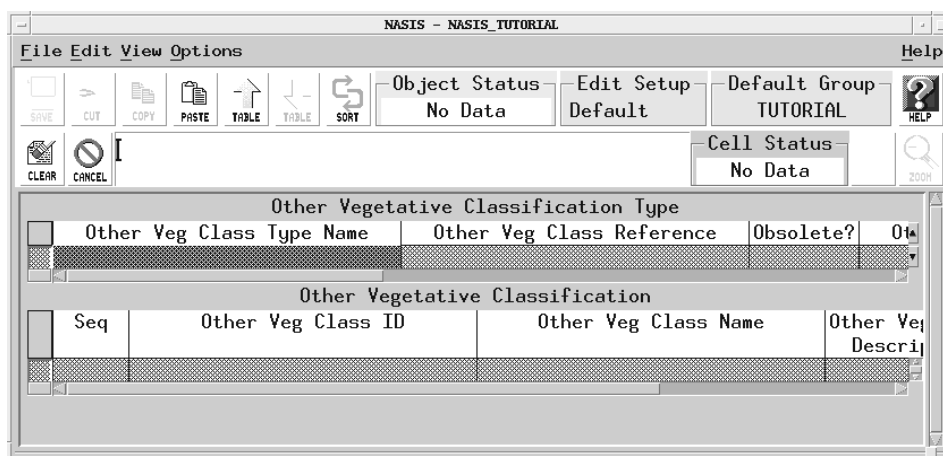 NASIS - NASIS_TUTORIAL
File Edit View Options Help
Object Status Edit Setup Default Group
No Data Default TUTORIAL
SAVE CUT COPY PASTE TABLE TABLE SORT HELP
Cell Status
No Data
CLEAR CANCEL ZOOM
Other Vegetative Classification Type
Other Veg Class Type Name Other Veg Class Reference Obsolete?
Other Vegetative Classification
Seq Other Veg Class ID Other Veg Class Name Other Veg
Descrip